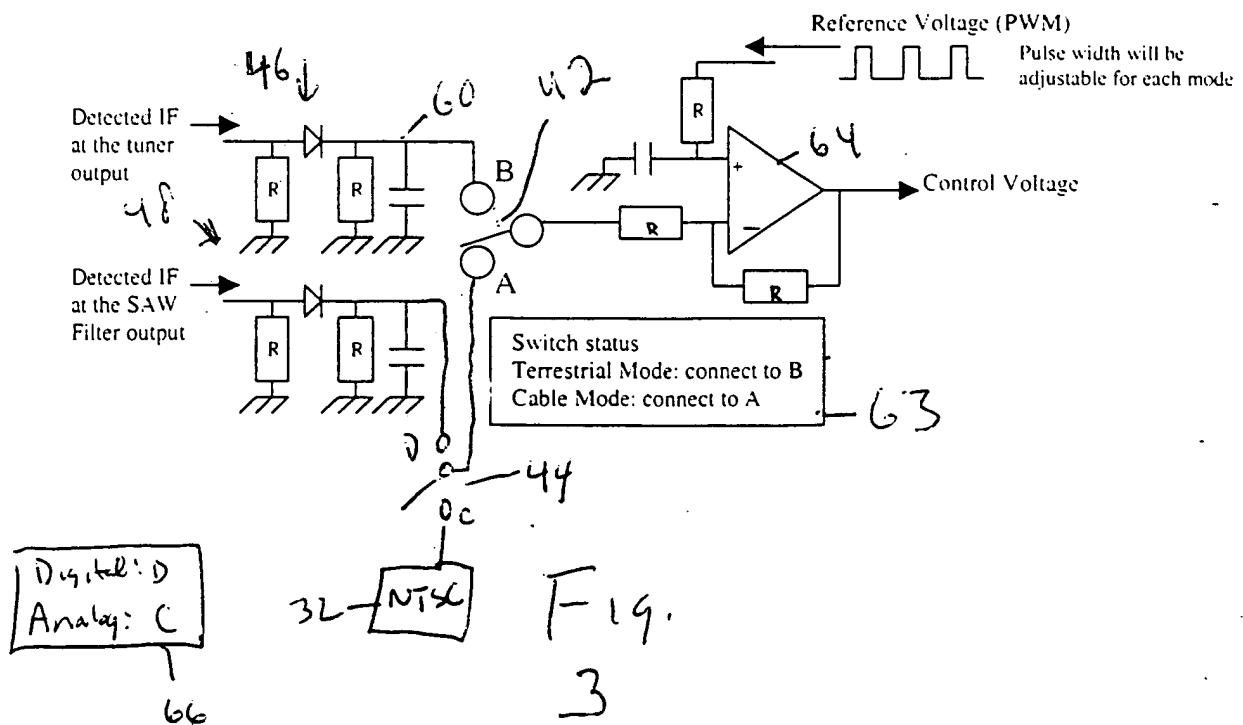 Reference Voltage (PWM)
Pulse width will be
adjustable for each mode
46
60
42
Detected IF
at the tuner
output
R
R
B
R
+
64
Control Voltage
48
Detected IF
at the SAW
Filter output
R
R
A
R
−
R
Switch status
Terrestrial Mode: connect to B
Cable Mode: connect to A
63
D
44
C
Digital: D
Analog: C
66
32
NTSC
Fig.
3